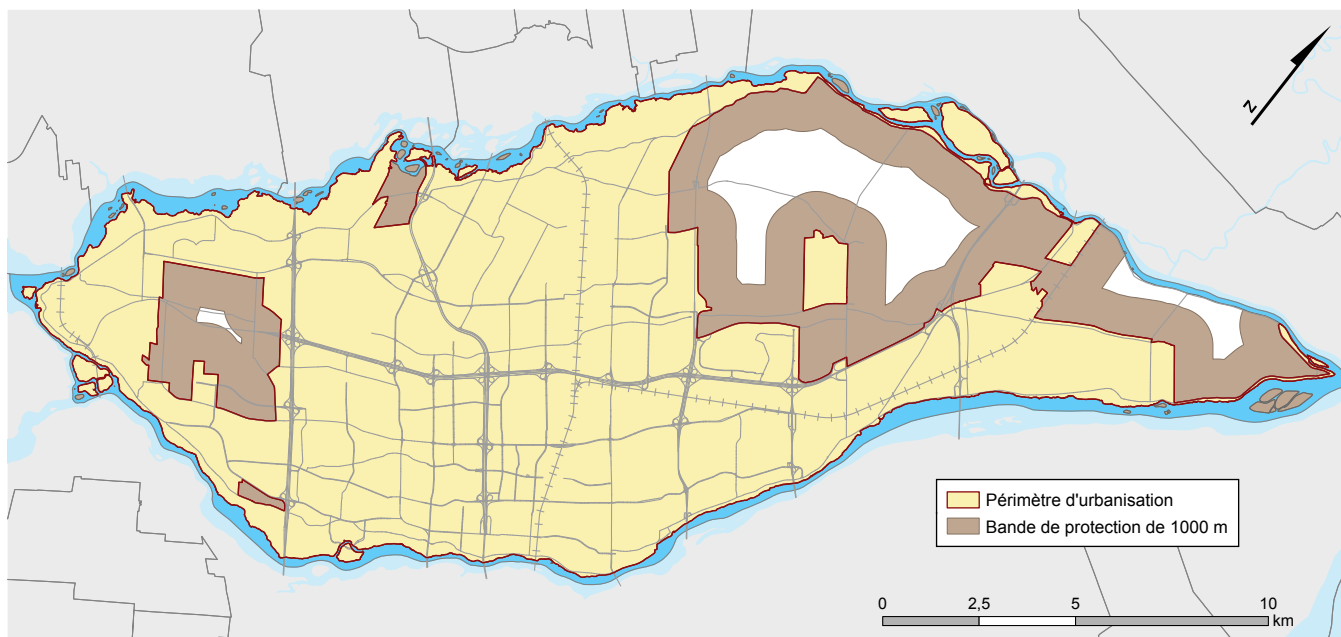 N
Périmètre d'urbanisation
Bande de protection de 1000 m
0 2,5 5 10
km